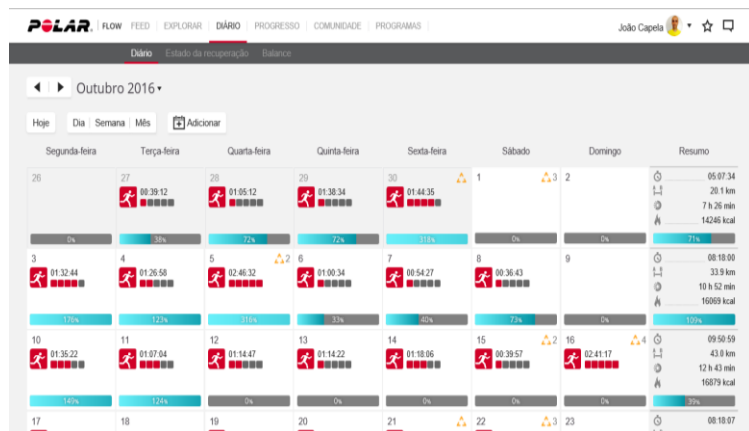 POLAR. FLOW FEED EXPLORAR DIÁRIO PROGRESSO COMUNIDADE PROGRAMAS João Capela
Diário Estado da recuperação Balance
Outubro 2016
Hoje Dia Semana Mês Adicionar
Segunda-feira Terça-feira Quarta-feira Quinta-feira Sexta-feira Sábado Domingo Resumo
26 27 28 29 30 1 3 2 05:07:34
00:39:12 01:05:12 01:38:34 01:44:35 20.1 km
7 h 26 min
14246 kcal
0% 38% 72% 72% 318% 0% 0% 71%
3 4 5 2 6 7 8 9 08:18:00
01:32:44 01:26:58 02:46:32 01:00:34 00:54:27 00:36:43 33.9 km
10 h 52 min
16069 kcal
176% 123% 318% 33% 40% 73% 0% 109%
10 11 12 13 14 15 2 16 4 09:50:59
01:35:22 01:07:04 01:14:47 01:14:22 01:18:06 00:39:57 02:41:17 43.0 km
12 h 43 min
16879 kcal
149% 124% 0% 0% 0% 0% 0% 39%
17 18 19 20 21 22 3 23 08:18:07